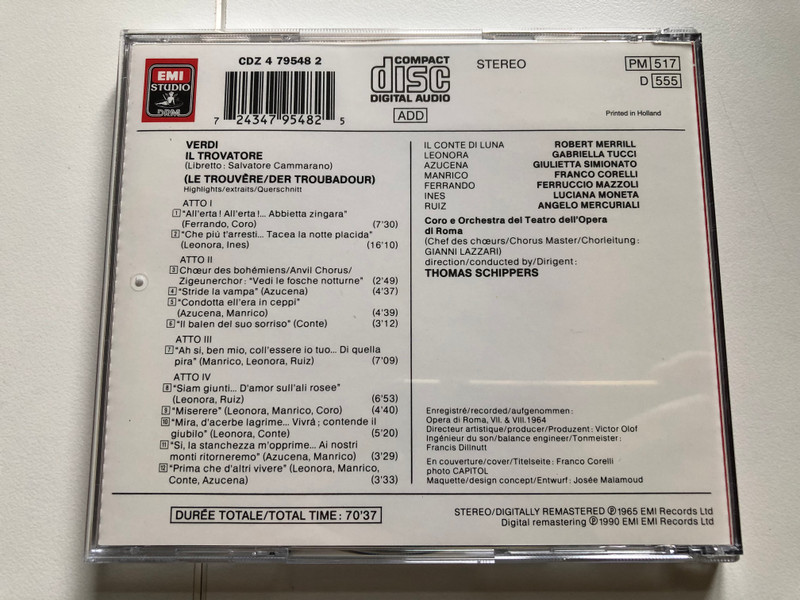 EMI
STUDIO
DRM
CDZ 4 79548 2
7 24347 95482 5
COMPACT
disc
DIGITAL AUDIO
ADD
STEREO
PM 517
D 555
Printed in Holland
VERDI
IL TROVATORE
(Libretto: Salvatore Cammarano)
(LE TROUVÊRE/DER TROUBADOUR)
Highlights/extraits/Querschnitt
ATTO I
1 "All'erta! All'erta!... Abbietta zingara"
(Ferrando, Coro) (7'30)
2 "Che piú t'arresti... Tacea la notte placida"
(Leonora, Ines) (16'10)
ATTO II
3 Chœur des bohémiens/Anvil Chorus/
Zigeunerchor: "Vedi le fosche notturne" (2'49)
4 "Stride la vampa" (Azucena) (4'37)
5 "Condotta ell'era in ceppi"
(Azucena, Manrico) (4'39)
6 "Il balen del suo sorriso" (Conte) (3'12)
ATTO III
7 "Ah si, ben mio, coll'essere io tuo... Di quella
pira" (Manrico, Leonora, Ruiz) (7'09)
ATTO IV
8 "Siam giunti... D'amor sull'ali rosee"
(Leonora, Ruiz) (6'53)
9 "Miserere" (Leonora, Manrico, Coro) (4'40)
10 "Mira, d'acerbe lagrime... Vivrà; contende il
giubilo" (Leonora, Conte) (5'20)
11 "Si, la stanchezza m'opprime... Ai nostri
monti ritorneremo" (Azucena, Manrico) (3'29)
12 "Prima che d'altri vivere" (Leonora, Manrico,
Conte, Azucena) (3'33)
DURÉE TOTALE/TOTAL TIME: 70'37
IL CONTE DI LUNA ROBERT MERRILL
LEONORA GABRIELLA TUCCI
AZUCENA GIULIETTA SIMIONATO
MANRICO FRANCO CORELLI
FERRANDO FERRUCCIO MAZZOLI
INES LUCIANA MONETA
RUIZ ANGELO MERCURIALI
Coro e Orchestra del Teatro dell'Opera
di Roma
(Chef des chœurs/Chorus Master/Chorleitung:
GIANNI LAZZARI)
direction/conducted by/Dirigent:
THOMAS SCHIPPERS
Enregistré/recorded/aufgenommen:
Opera di Roma, VII. & VIII. 1964
Directeur artistique/producer/Produzent: Victor Olof
Ingénieur du son/balance engineer/Tonmeister:
Francis Dillnutt
En couverture/cover/Titelseite: Franco Corelli
photo CAPITOL
Maquette/design concept/Entwurf: Josée Malamoud
STEREO/DIGITALLY REMASTERED ℗1965 EMI Records Ltd
Digital remastering ℗1990 EMI EMI Records Ltd